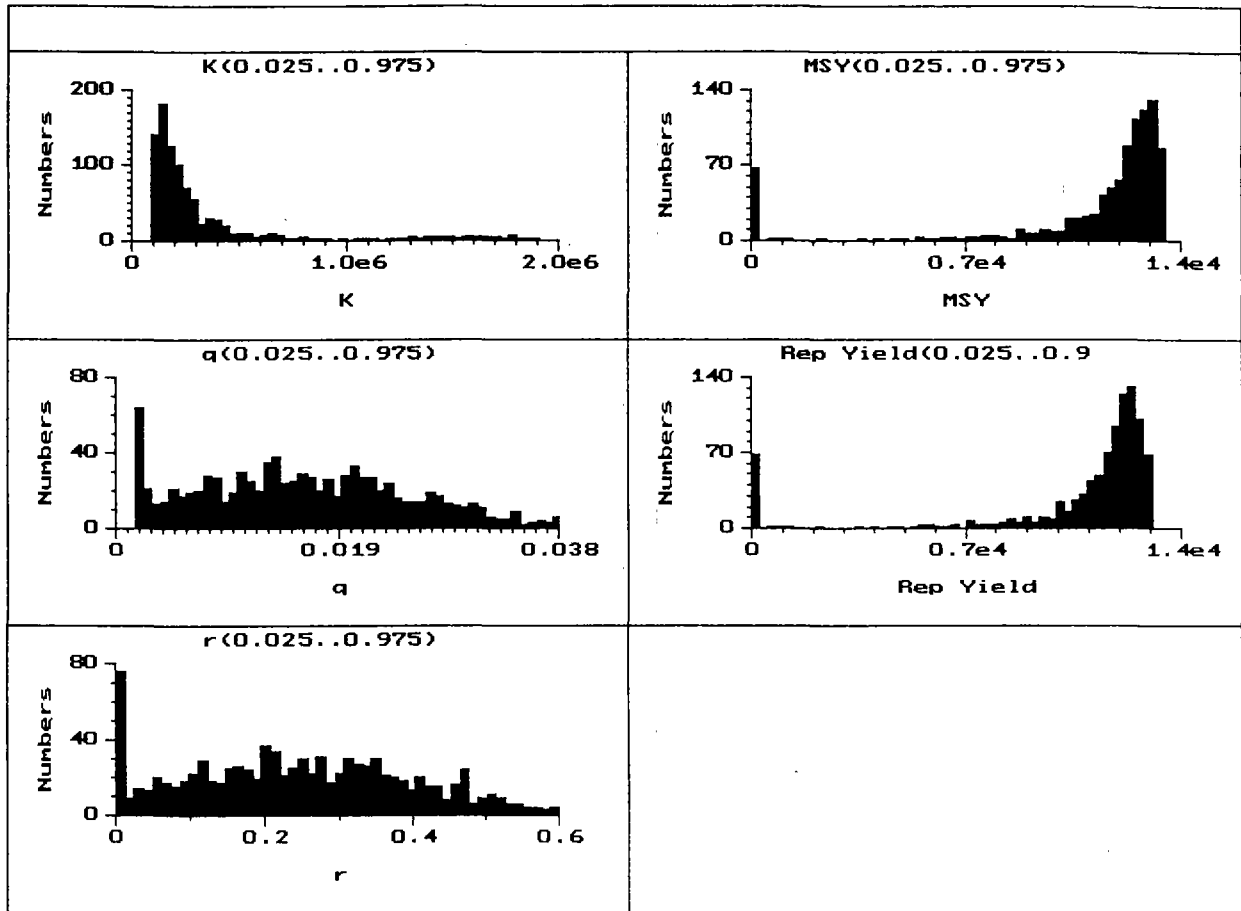 K(0.025..0.975)
200
100
0
Numbers
0 1.0e6 2.0e6
K
MSY(0.025..0.975)
140
70
0
Numbers
0 0.7e4 1.4e4
MSY
q(0.025..0.975)
80
40
0
Numbers
0 0.019 0.038
q
Rep Yield(0.025..0.9
140
70
0
Numbers
0 0.7e4 1.4e4
Rep Yield
r(0.025..0.975)
80
40
0
Numbers
0 0.2 0.4 0.6
r